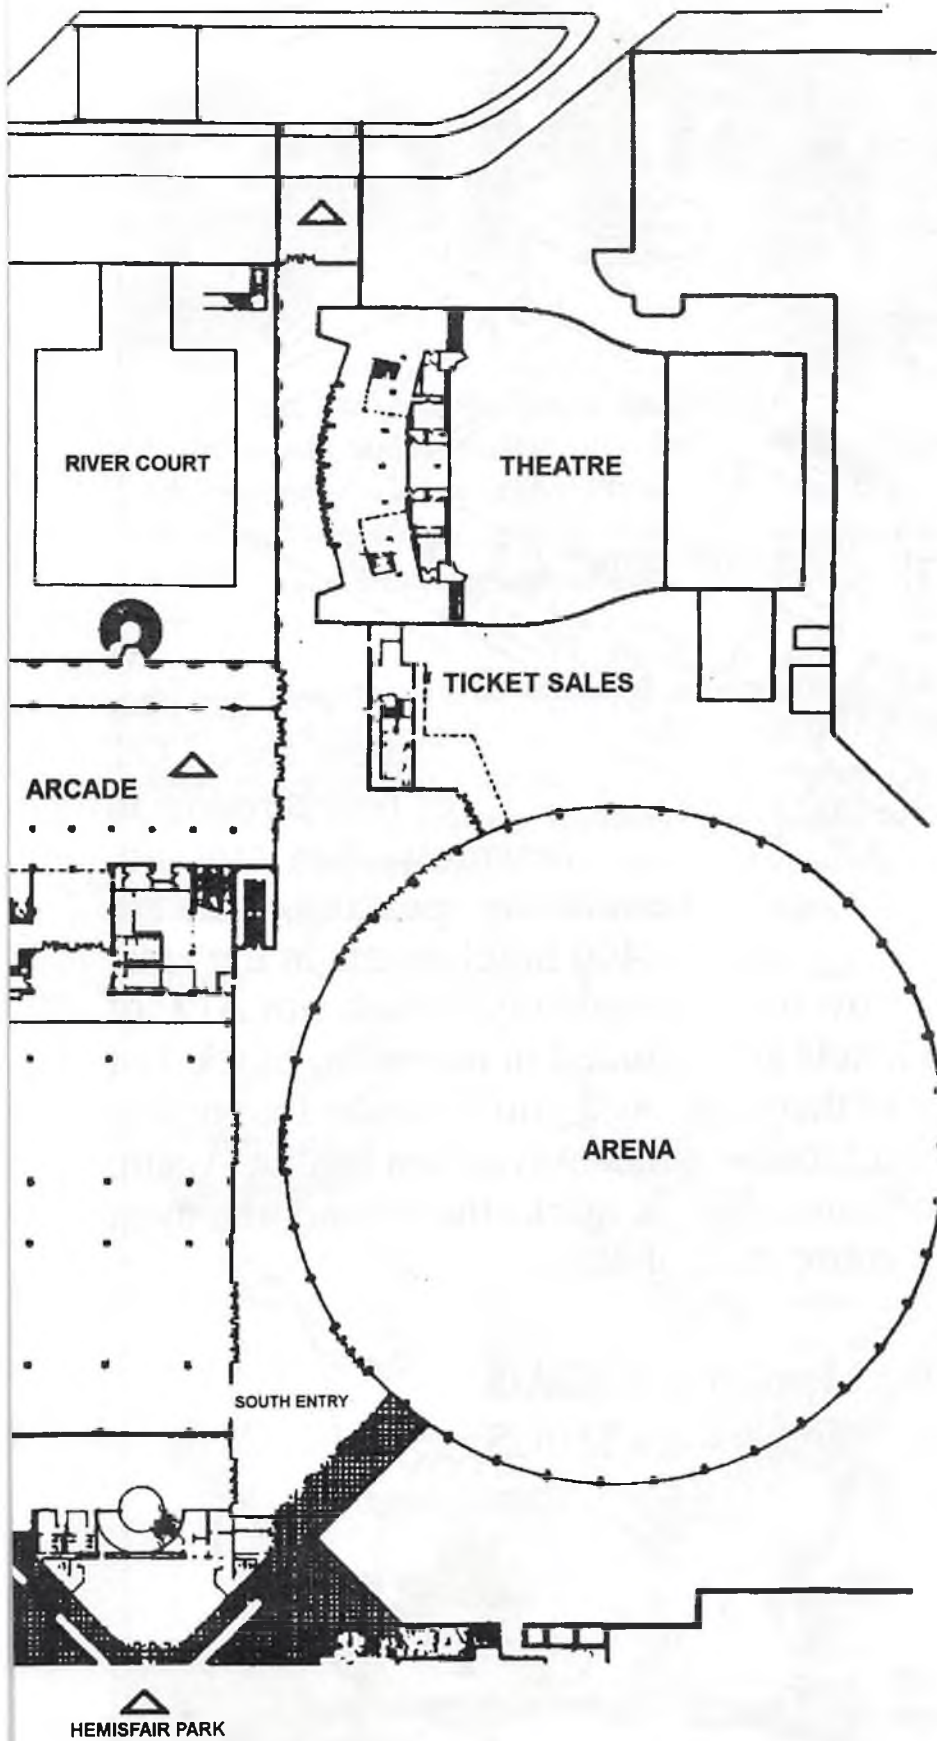 RIVER COURT
THEATRE
TICKET SALES
ARCADE
ARENA
SOUTH ENTRY
HEMISFAIR PARK